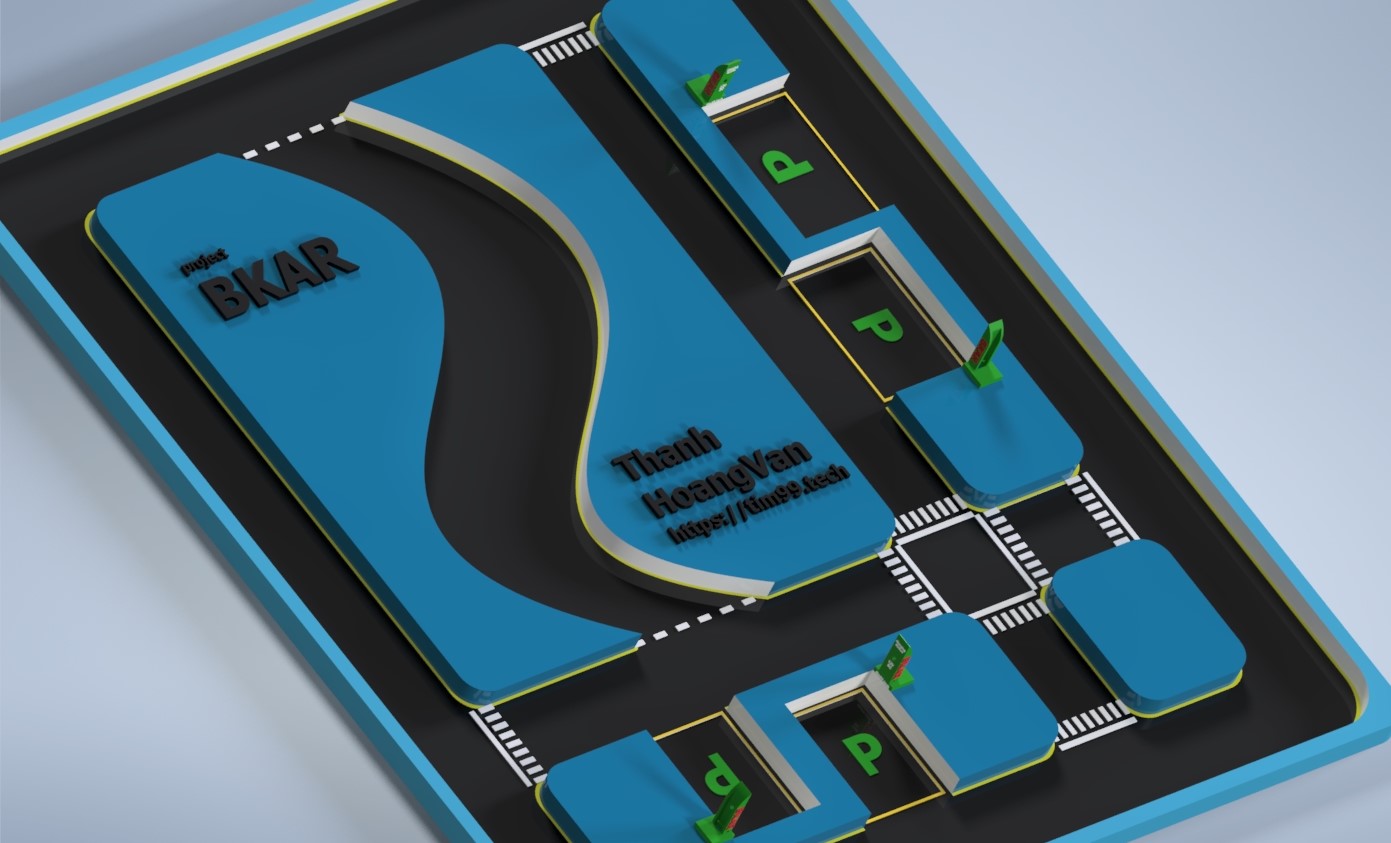 project
BKAR
Thanh
HoangVan
https://tim99.tech
P
P
P
P